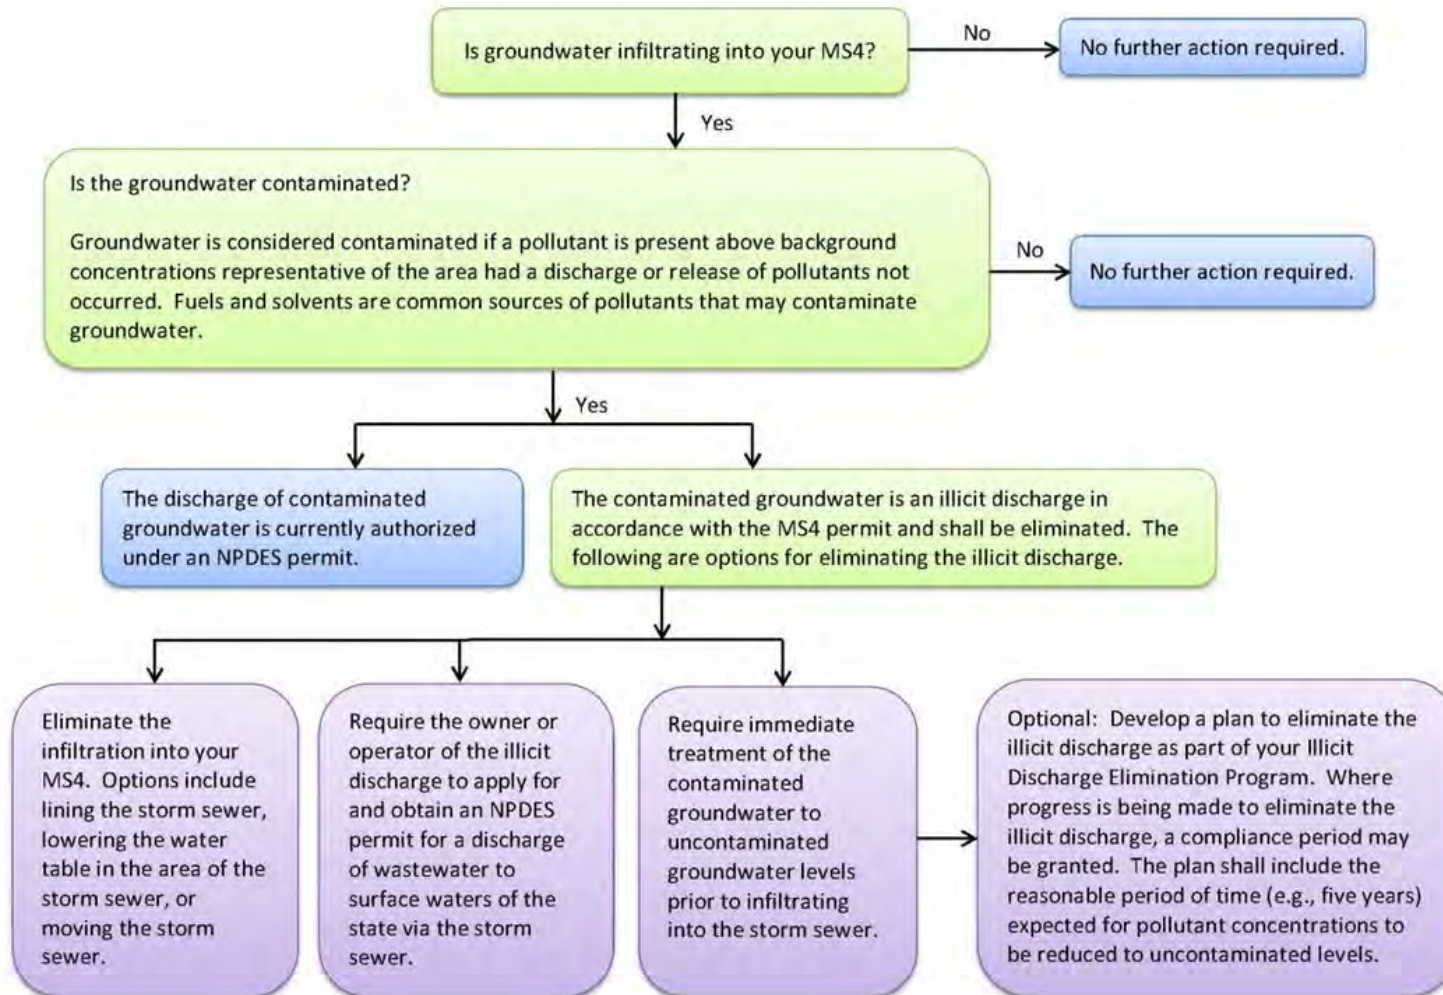 Is groundwater infiltrating into your MS4?
No
No further action required.
Yes
Is the groundwater contaminated?
Groundwater is considered contaminated if a pollutant is present above background
concentrations representative of the area had a discharge or release of pollutants not
occurred. Fuels and solvents are common sources of pollutants that may contaminate
groundwater.
No
No further action required.
Yes
The discharge of contaminated
groundwater is currently authorized
under an NPDES permit.
The contaminated groundwater is an illicit discharge in
accordance with the MS4 permit and shall be eliminated. The
following are options for eliminating the illicit discharge.
Eliminate the
infiltration into your
MS4. Options include
lining the storm sewer,
lowering the water
table in the area of the
storm sewer, or
moving the storm
sewer.
Require the owner or
operator of the illicit
discharge to apply for
and obtain an NPDES
permit for a discharge
of wastewater to
surface waters of the
state via the storm
sewer.
Require immediate
treatment of the
contaminated
groundwater to
uncontaminated
groundwater levels
prior to infiltrating
into the storm sewer.
Optional: Develop a plan to eliminate the
illicit discharge as part of your Illicit
Discharge Elimination Program. Where
progress is being made to eliminate the
illicit discharge, a compliance period may
be granted. The plan shall include the
reasonable period of time (e.g., five years)
expected for pollutant concentrations to
be reduced to uncontaminated levels.